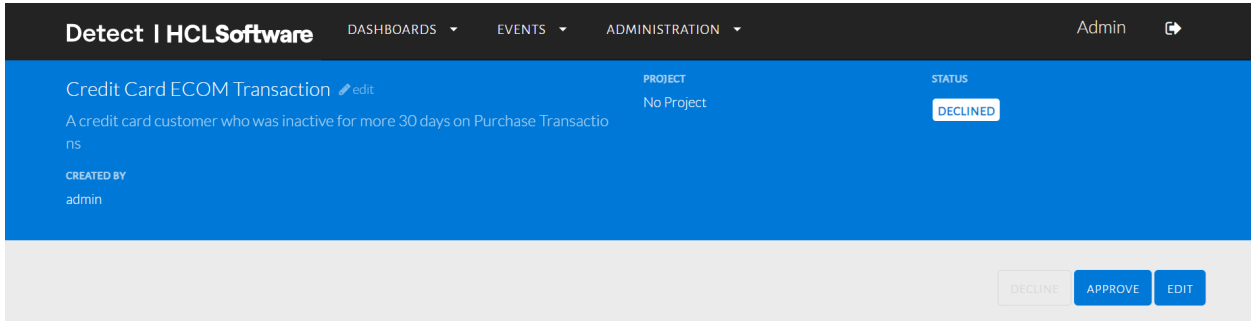 Detect | HCLSoftware DASHBOARDS EVENTS ADMINISTRATION Admin
Credit Card ECOM Transaction edit
A credit card customer who was inactive for more 30 days on Purchase Transactio
ns
CREATED BY
admin
PROJECT
No Project
STATUS
DECLINED
DECLINE APPROVE EDIT